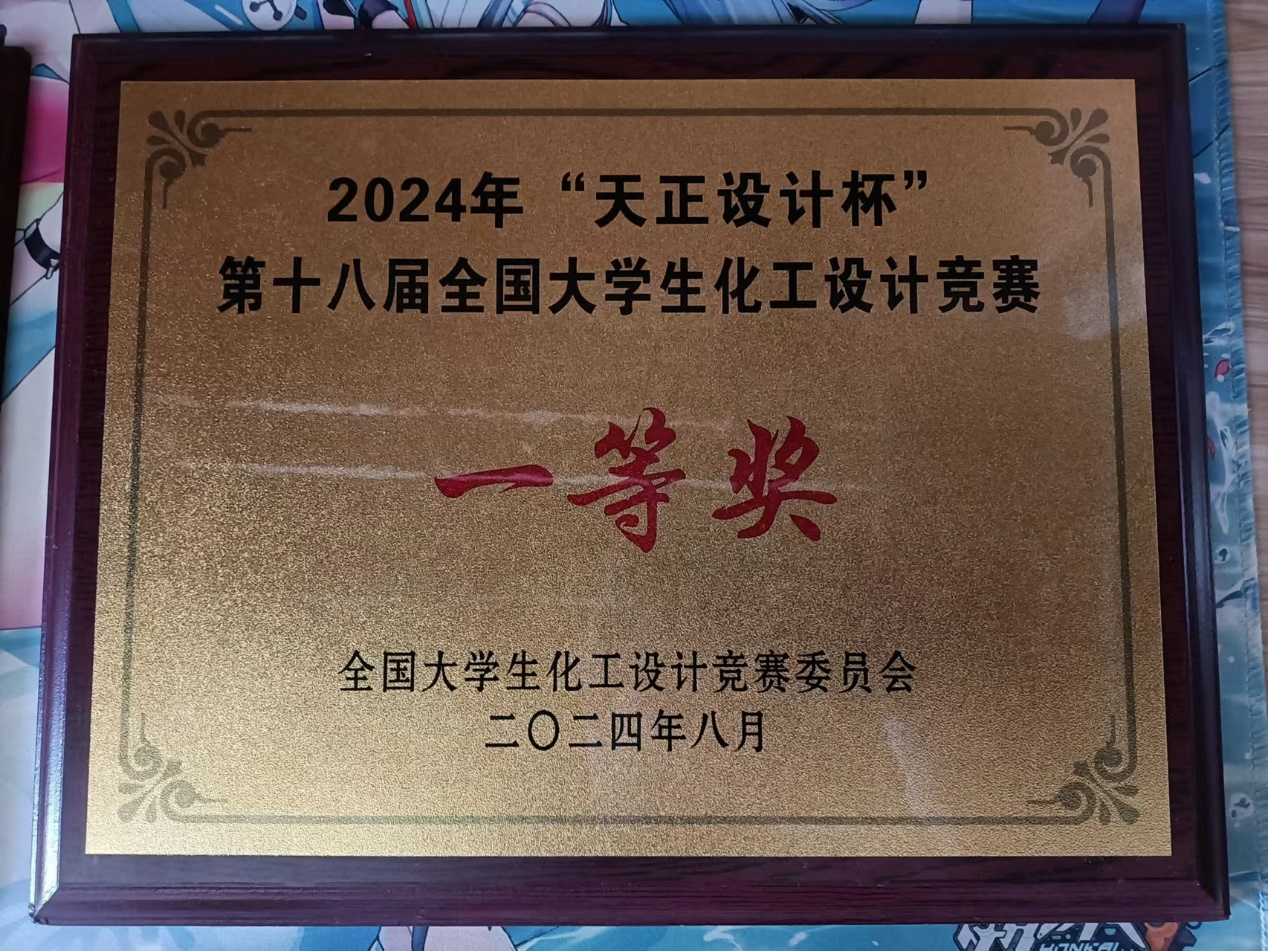 2024年“天正设计杯”
第十八届全国大学生化工设计竞赛
一等奖
全国大学生化工设计竞赛委员会
二〇二四年八月
HONKAI